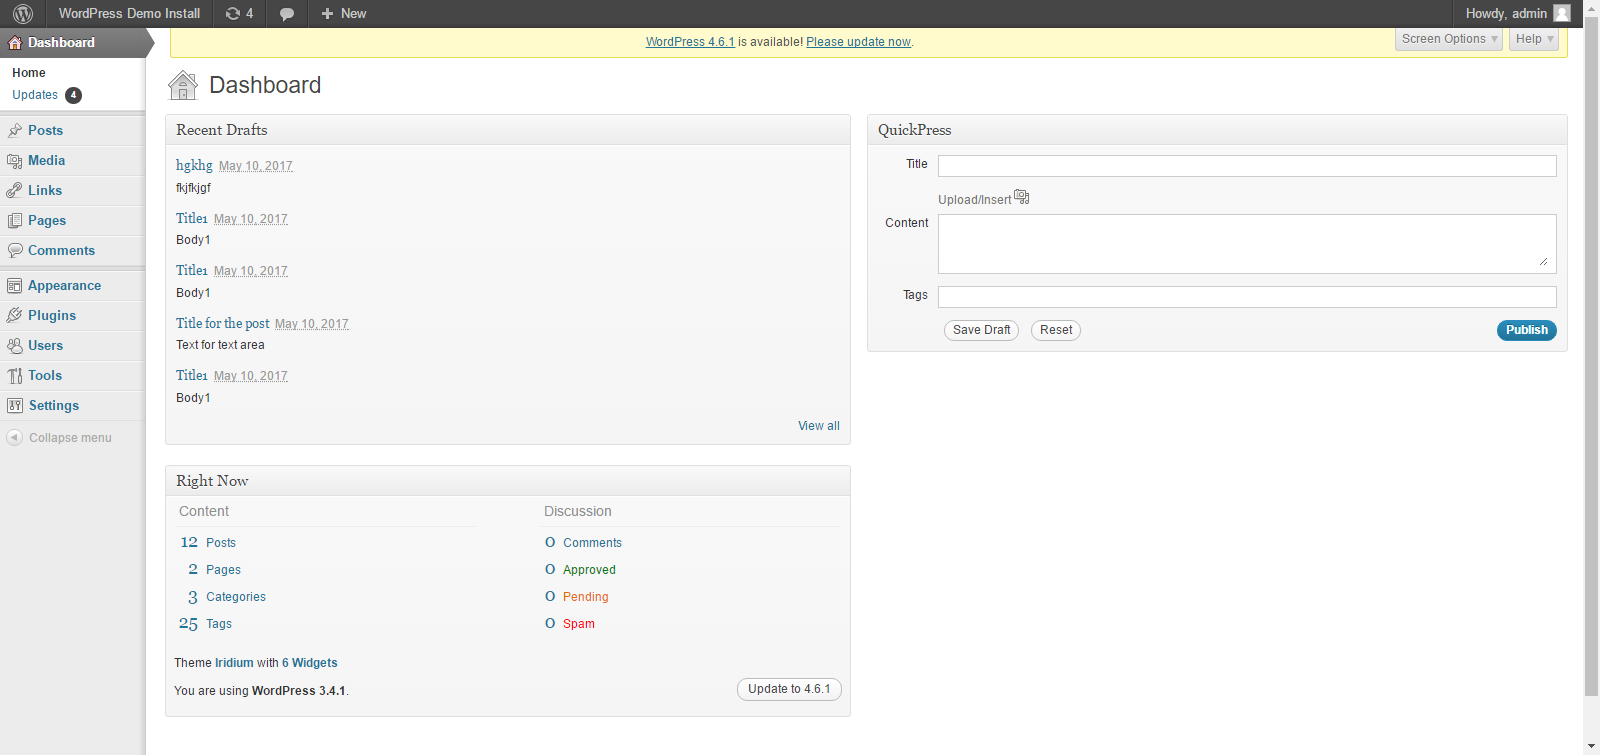 WordPress Demo Install 4 New Howdy, admin
WordPress 4.6.1 is available! Please update now.
Screen Options Help
Dashboard
Home
Updates 4
Posts
Media
Links
Pages
Comments
Appearance
Plugins
Users
Tools
Settings
Collapse menu
Dashboard
Recent Drafts
hgkhg May 10, 2017
fkjfkjgf
Title1 May 10, 2017
Body1
Title1 May 10, 2017
Body1
Title for the post May 10, 2017
Text for text area
Title1 May 10, 2017
Body1
View all
Right Now
Content
12 Posts
2 Pages
3 Categories
25 Tags
Discussion
0 Comments
0 Approved
0 Pending
0 Spam
Theme Iridium with 6 Widgets
You are using WordPress 3.4.1.
Update to 4.6.1
QuickPress
Title
Upload/Insert
Content
Tags
Save Draft Reset Publish